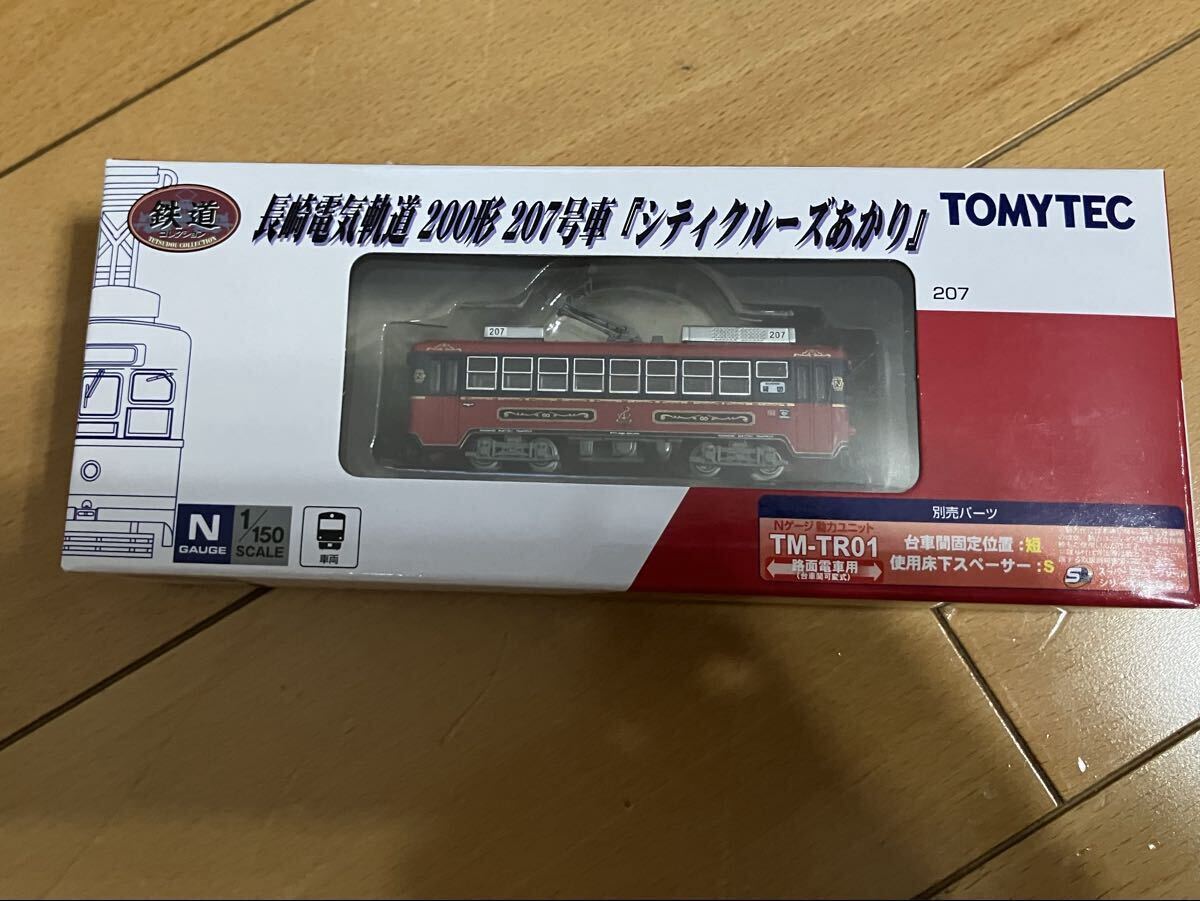 鉄道
コレクション
TETSUDOU COLLECTION
長崎電気軌道 200形 207号車『シティクルーズあかり』
TOMYTEC
207
207
207
N
GAUGE
1/150
SCALE
車両
別売パーツ
Nゲージ動力ユニット
TM-TR01
路面電車用
(台車間可変式)
台車間固定位置:短
使用床下スペーサー:S